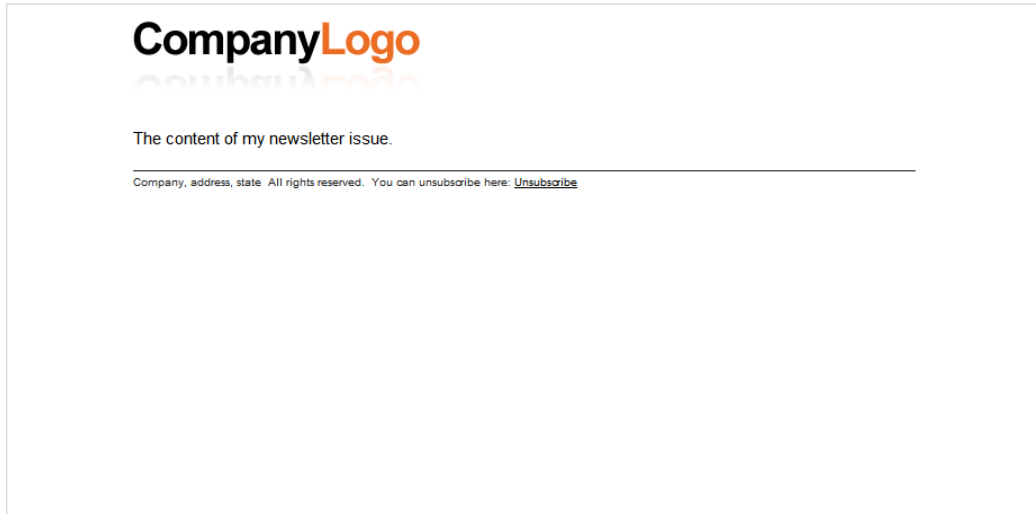 CompanyLogo
The content of my newsletter issue.
Company, address, state  All rights reserved.  You can unsubscribe here: Unsubscribe